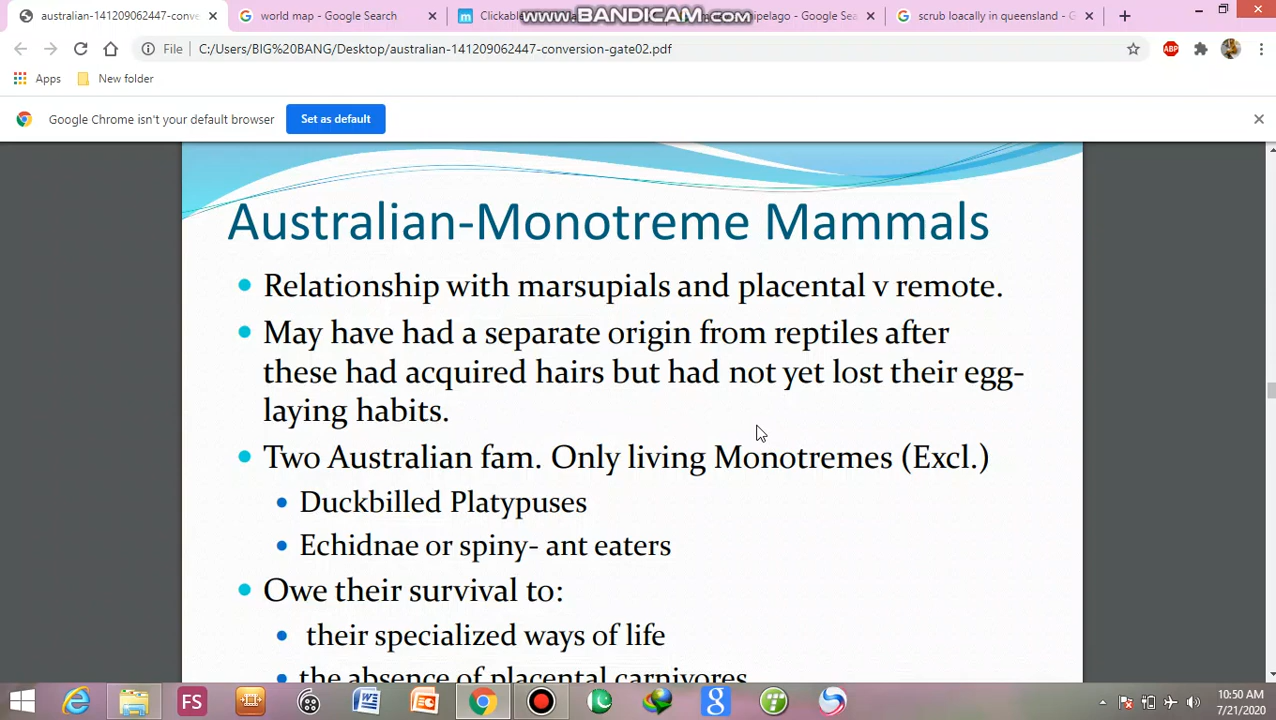 australian-141209062447-conve
world map - Google Search
Clickable
www.BANDICAM.com
ipelago - Google Sea
scrub loacally in queensland - G
File
C:/Users/BIG%20BANG/Desktop/australian-141209062447-conversion-gate02.pdf
ABP
Apps
New folder
Google Chrome isn't your default browser
Set as default
Australian-Monotreme Mammals
Relationship with marsupials and placental v remote.
May have had a separate origin from reptiles after
these had acquired hairs but had not yet lost their egg-
laying habits.
Two Australian fam. Only living Monotremes (Excl.)
Duckbilled Platypuses
Echidnae or spiny- ant eaters
Owe their survival to:
their specialized ways of life
the absence of placental carnivores
FS
10:50 AM
7/21/2020